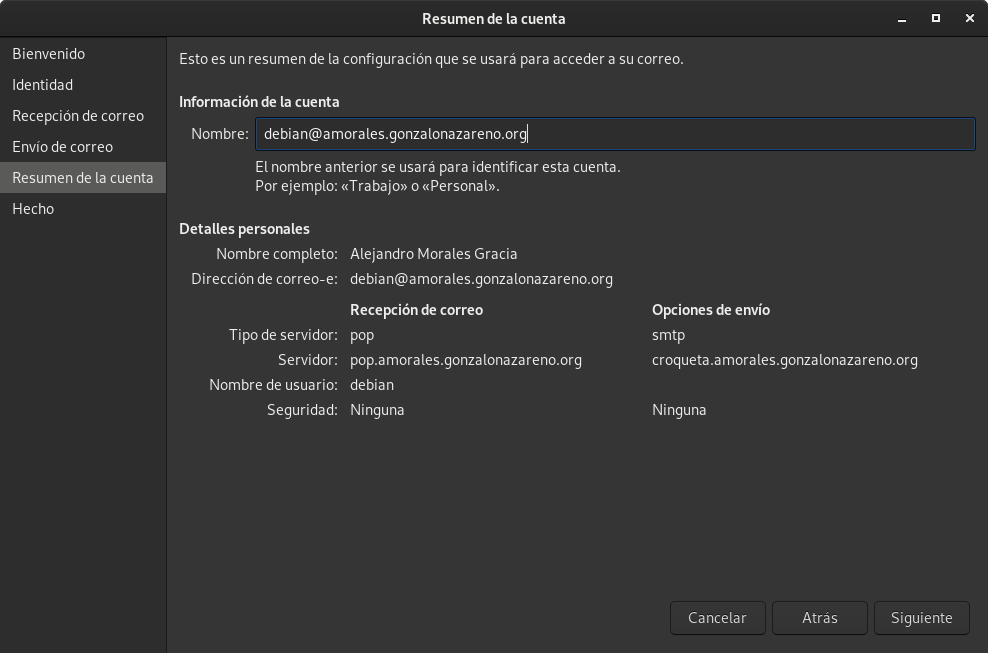 Resumen de la cuenta
Bienvenido
Identidad
Recepción de correo
Envío de correo
Resumen de la cuenta
Hecho
Esto es un resumen de la configuración que se usará para acceder a su correo.
Información de la cuenta
Nombre: debian@amorales.gonzalonazareno.org
El nombre anterior se usará para identificar esta cuenta.
Por ejemplo: «Trabajo» o «Personal».
Detalles personales
Nombre completo: Alejandro Morales Gracia
Dirección de correo-e: debian@amorales.gonzalonazareno.org
Recepción de correo Opciones de envío
Tipo de servidor: pop smtp
Servidor: pop.amorales.gonzalonazareno.org croqueta.amorales.gonzalonazareno.org
Nombre de usuario: debian
Seguridad: Ninguna Ninguna
Cancelar Atrás Siguiente